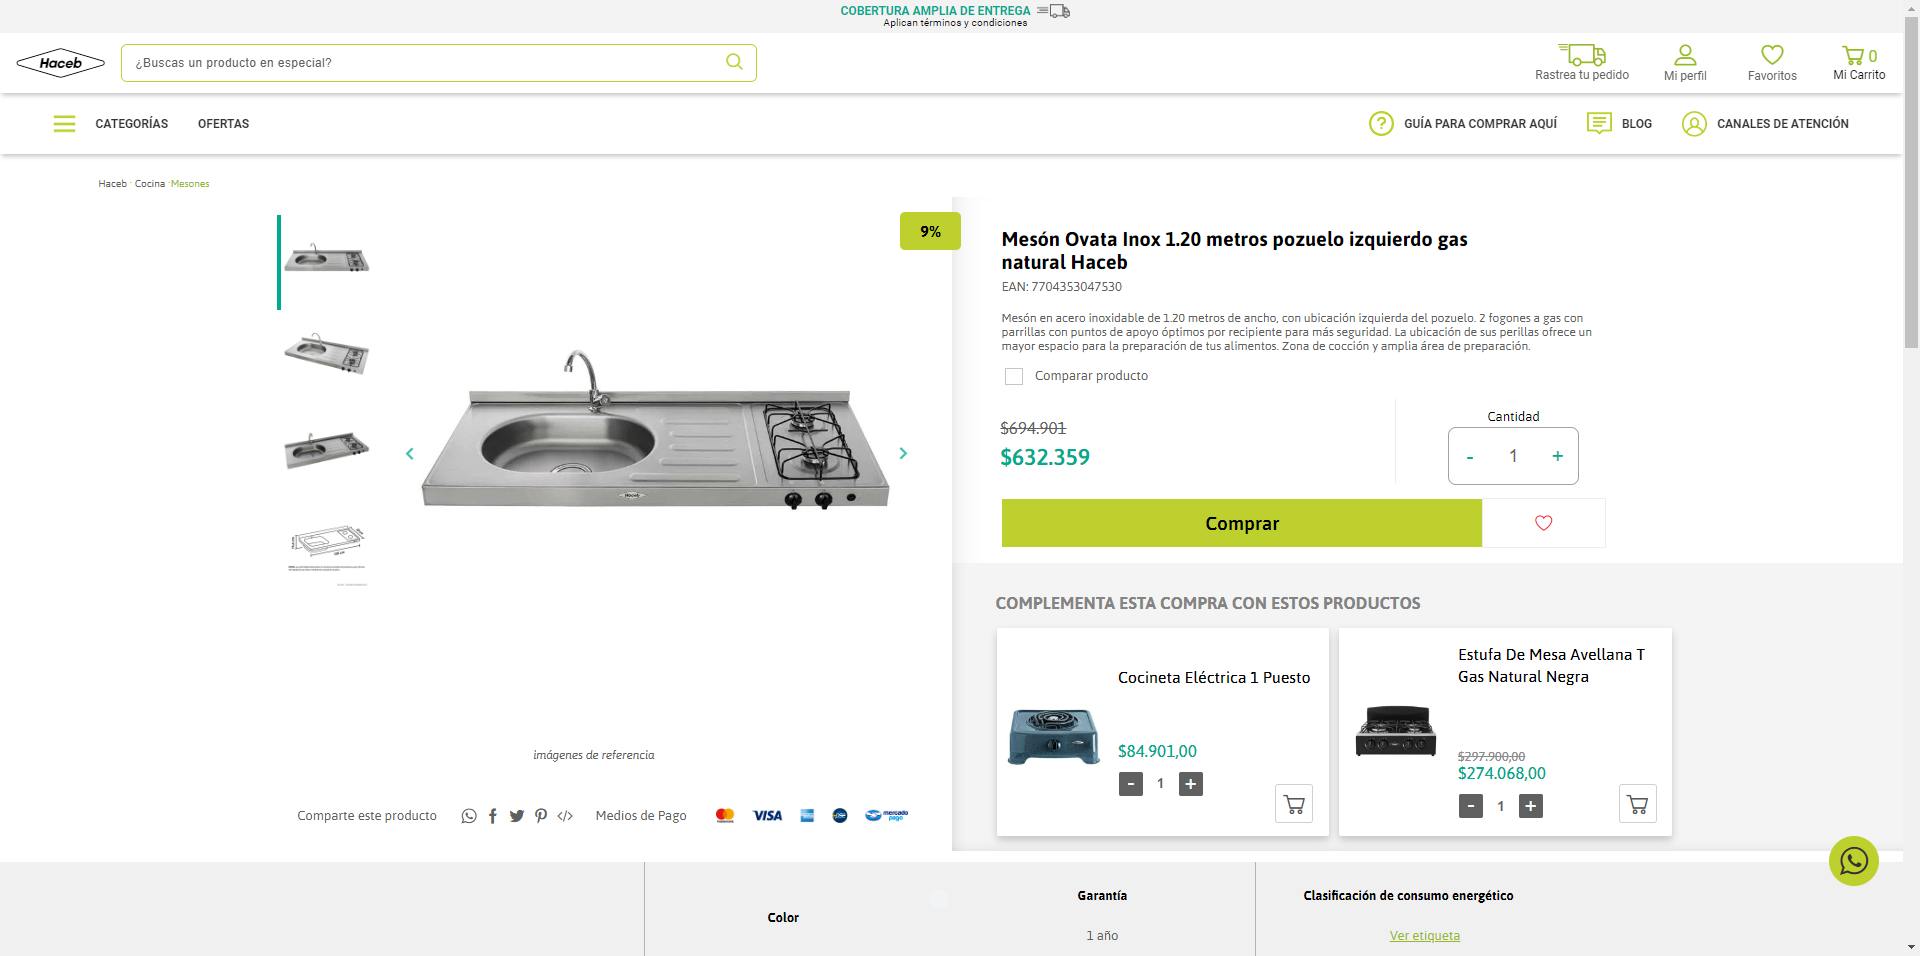 COBERTURA AMPLIA DE ENTREGA
Aplican términos y condiciones
Haceb
¿Buscas un producto en especial?
Rastrea tu pedido
Mi perfil
Favoritos
0
Mi Carrito
CATEGORÍAS
OFERTAS
GUÍA PARA COMPRAR AQUÍ
BLOG
CANALES DE ATENCIÓN
Haceb · Cocina · Mesones
9%
Mesón Ovata Inox 1.20 metros pozuelo izquierdo gas
natural Haceb
EAN: 7704353047530
Mesón en acero inoxidable de 1.20 metros de ancho, con ubicación izquierda del pozuelo. 2 fogones a gas con
parrillas con puntos de apoyo óptimos por recipiente para más seguridad. La ubicación de sus perillas ofrece un
mayor espacio para la preparación de tus alimentos. Zona de cocción y amplia área de preparación.
Comparar producto
$694.901
$632.359
Cantidad
- 1 +
Comprar
Haceb
imágenes de referencia
Comparte este producto
Medios de Pago
VISA
mercado
pago
COMPLEMENTA ESTA COMPRA CON ESTOS PRODUCTOS
Cocineta Eléctrica 1 Puesto
$84.901,00
- 1 +
Estufa De Mesa Avellana T
Gas Natural Negra
$297.900,00
$274.068,00
- 1 +
Color
Garantía
1 año
Clasificación de consumo energético
Ver etiqueta